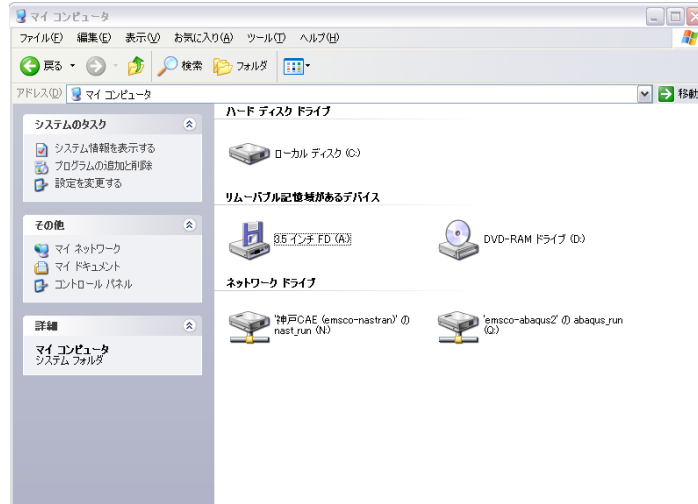 マイ コンピュータ
ファイル(F) 編集(E) 表示(V) お気に入り(A) ツール(T) ヘルプ(H)
戻る 検索 フォルダ
アドレス(D) マイ コンピュータ 移動
システムのタスク
システム情報を表示する
プログラムの追加と削除
設定を変更する
その他
マイ ネットワーク
マイ ドキュメント
コントロール パネル
詳細
マイ コンピュータ
システム フォルダ
ハード ディスク ドライブ
ローカル ディスク (C:)
リムーバブル記憶域があるデバイス
3.5 インチ FD (A:)
DVD-RAM ドライブ (D:)
ネットワーク ドライブ
'神戸CAE (emsco-nastran)' の
nast_run (N:)
'emsco-abaqus2' の abaqus_run
(Q:)